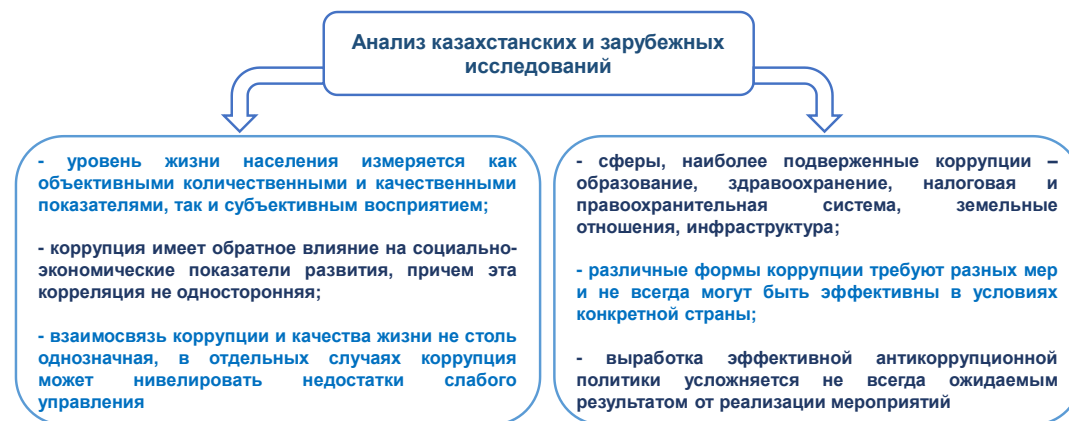 Анализ казахстанских и зарубежных
исследований
- уровень жизни населения измеряется как
объективными количественными и качественными
показателями, так и субъективным восприятием;
- коррупция имеет обратное влияние на социально-
экономические показатели развития, причем эта
корреляция не односторонняя;
- взаимосвязь коррупции и качества жизни не столь
однозначная, в отдельных случаях коррупция
может нивелировать недостатки слабого
управления
- сферы, наиболее подверженные коррупции –
образование, здравоохранение, налоговая и
правоохранительная система, земельные
отношения, инфраструктура;
- различные формы коррупции требуют разных мер
и не всегда могут быть эффективны в условиях
конкретной страны;
- выработка эффективной антикоррупционной
политики усложняется не всегда ожидаемым
результатом от реализации мероприятий